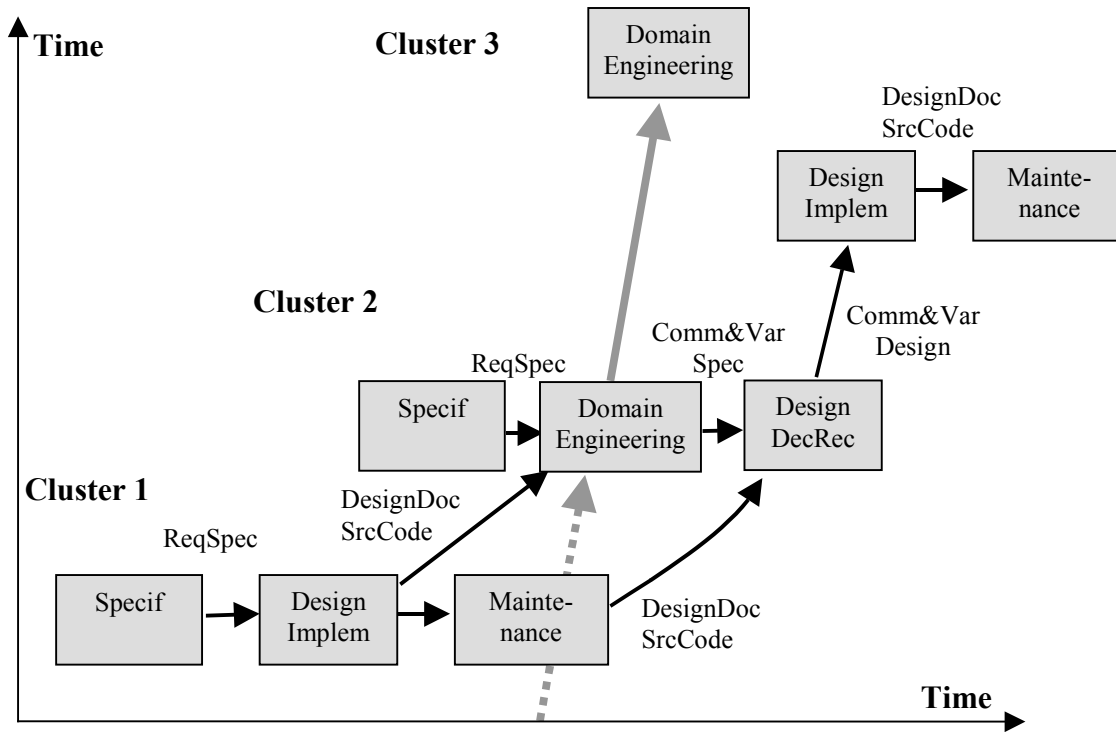 Time
Cluster 3
Domain
Engineering
DesignDoc
SrcCode
Design
Implem
Mainte-
nance
Cluster 2
ReqSpec
Comm&Var
Spec
Comm&Var
Design
Specif
Domain
Engineering
Design
DecRec
Cluster 1
DesignDoc
SrcCode
ReqSpec
Specif
Design
Implem
Mainte-
nance
DesignDoc
SrcCode
Time